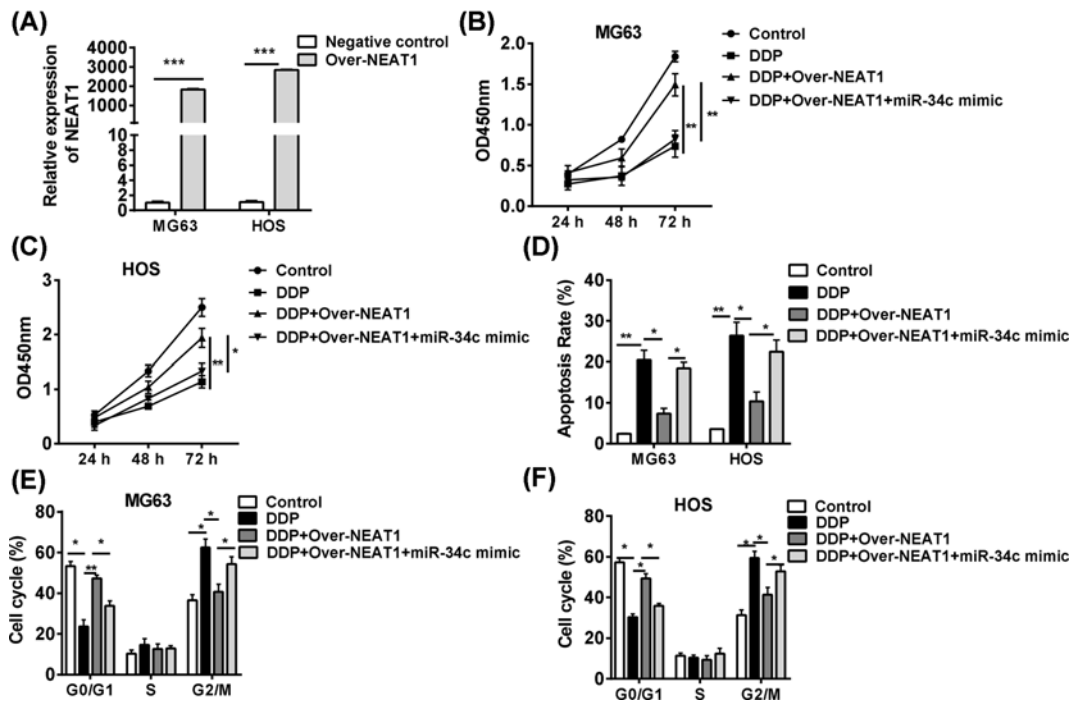 (A)
Relative expression
of NEAT1
4000
3000
2000
1000
10
8
6
4
2
0
***
***
Negative control
Over-NEAT1
MG63
HOS
(B)
MG63
OD450nm
2.0
1.5
1.0
0.5
0.0
24 h
48 h
72 h
Control
DDP
DDP+Over-NEAT1
DDP+Over-NEAT1+miR-34c mimic
**
**
(C)
HOS
OD450nm
3
2
1
0
24 h
48 h
72 h
Control
DDP
DDP+Over-NEAT1
DDP+Over-NEAT1+miR-34c mimic
**
*
(D)
Apoptosis Rate (%)
40
30
20
10
0
Control
DDP
DDP+Over-NEAT1
DDP+Over-NEAT1+miR-34c mimic
**
*
*
**
*
*
MG63
HOS
(E)
MG63
Cell cycle (%)
80
60
40
20
0
Control
DDP
DDP+Over-NEAT1
DDP+Over-NEAT1+miR-34c mimic
*
*
**
*
*
*
G0/G1
S
G2/M
(F)
HOS
Cell cycle (%)
80
60
40
20
0
Control
DDP
DDP+Over-NEAT1
DDP+Over-NEAT1+miR-34c mimic
*
*
*
*
*
*
G0/G1
S
G2/M